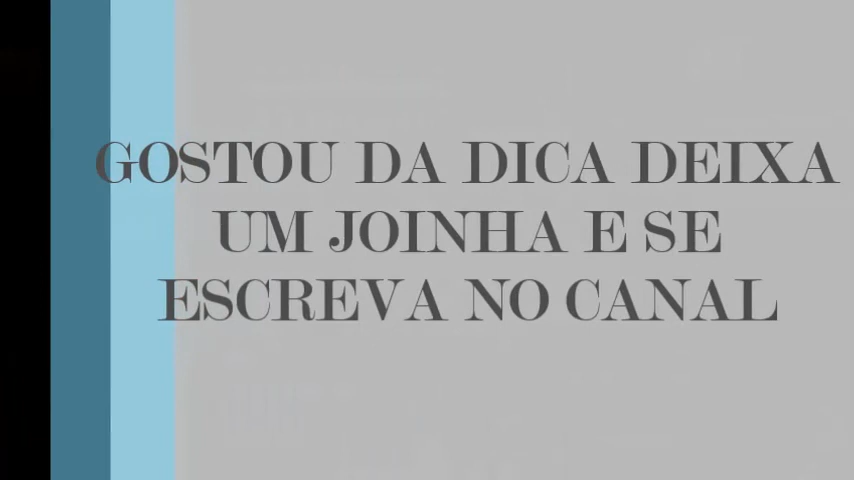 GOSTOU DA DICA DEIXA
UM JOINHA E SE
ESCREVA NO CANAL